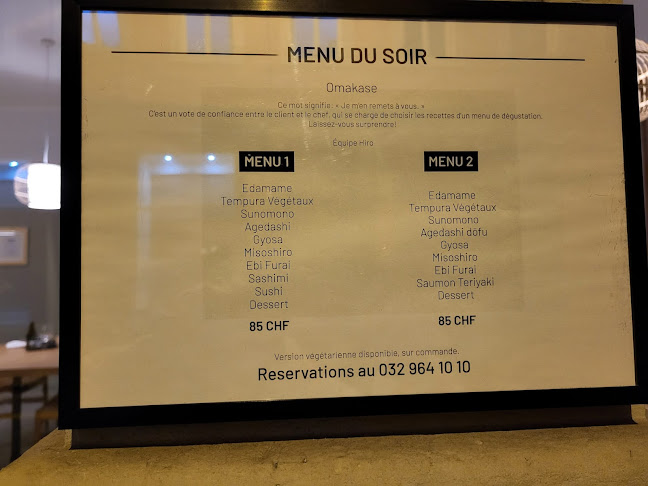 MENU DU SOIR
Omakase
Ce mot signifie: « Je m'en remets à vous. »
C'est un vote de confiance entre le client et le chef, qui se charge de choisir les recettes d'un menu de dégustation.
Laissez-vous surprendre!
Équipe Hiro
MENU 1
Edamame
Tempura Végétaux
Sunomono
Agedashi
Gyosa
Misoshiro
Ebi Furai
Sashimi
Sushi
Dessert
85 CHF
MENU 2
Edamame
Tempura Végétaux
Sunomono
Agedashi dôfu
Gyosa
Misoshiro
Ebi Furai
Saumon Teriyaki
Dessert
85 CHF
Version végétarienne disponible, sur commande.
Reservations au 032 964 10 10